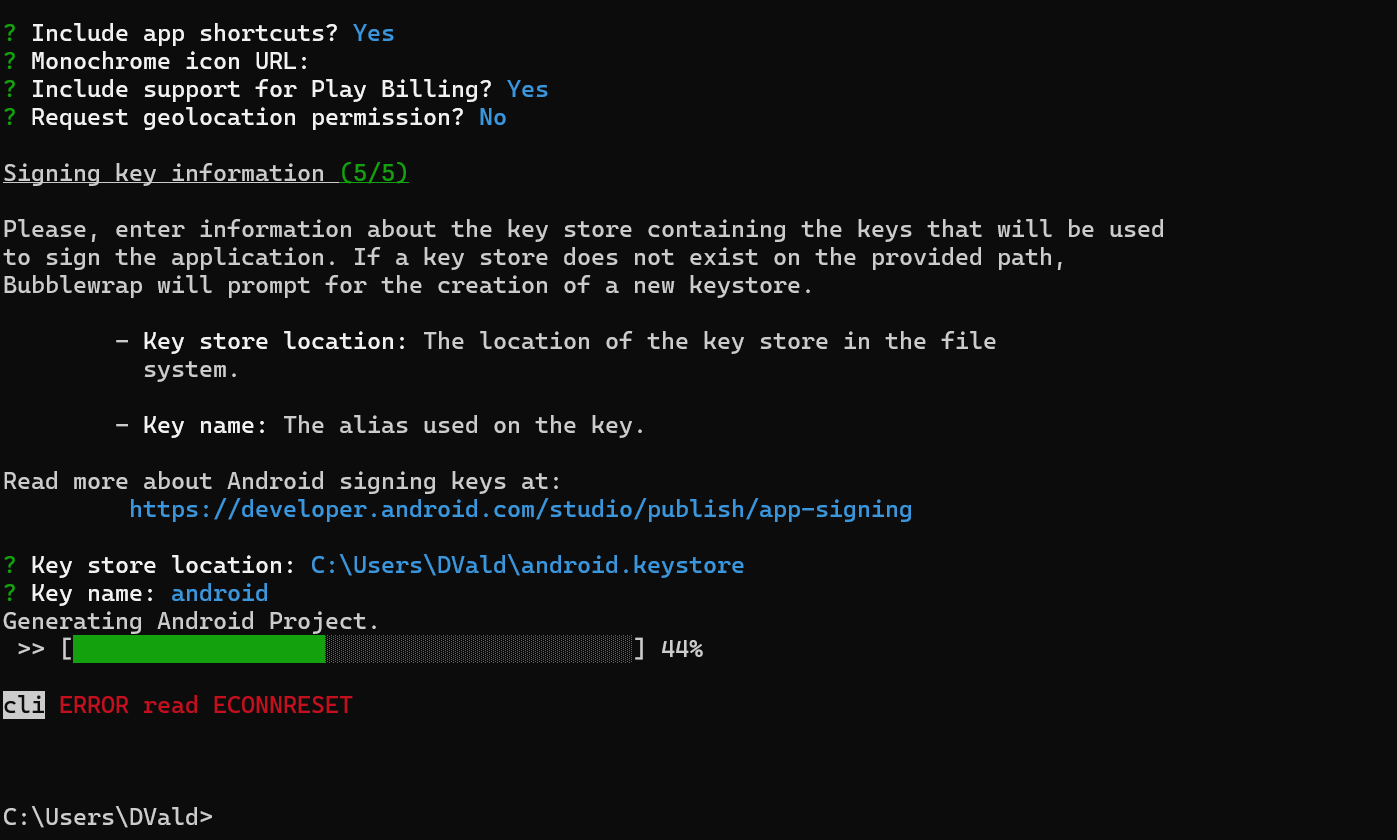 ? Include app shortcuts? Yes
? Monochrome icon URL:
? Include support for Play Billing? Yes
? Request geolocation permission? No
Signing key information (5/5)
Please, enter information about the key store containing the keys that will be used
to sign the application. If a key store does not exist on the provided path,
Bubblewrap will prompt for the creation of a new keystore.
- Key store location: The location of the key store in the file
system.
- Key name: The alias used on the key.
Read more about Android signing keys at:
https://developer.android.com/studio/publish/app-signing
? Key store location: C:\Users\DVald\android.keystore
? Key name: android
Generating Android Project.
>> [] 44%
cli ERROR read ECONNRESET
C:\Users\DVald>